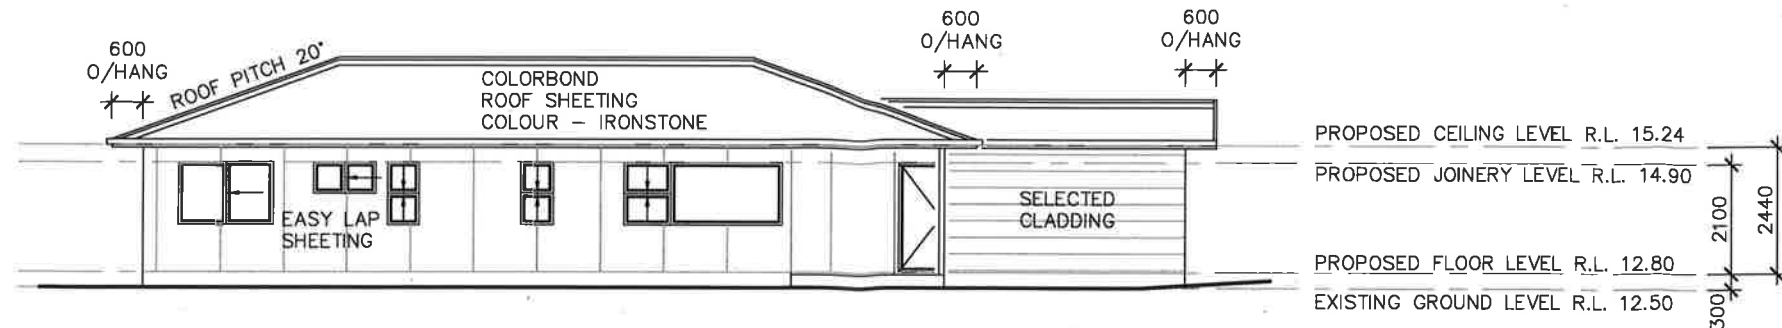 600
O/HANG
ROOF PITCH 20°
COLORBOND
ROOF SHEETING
COLOUR – IRONSTONE
600
O/HANG
600
O/HANG
EASY LAP
SHEETING
SELECTED
CLADDING
PROPOSED CEILING LEVEL R.L. 15.24
PROPOSED JOINERY LEVEL R.L. 14.90
PROPOSED FLOOR LEVEL R.L. 12.80
EXISTING GROUND LEVEL R.L. 12.50
2100
2440
300